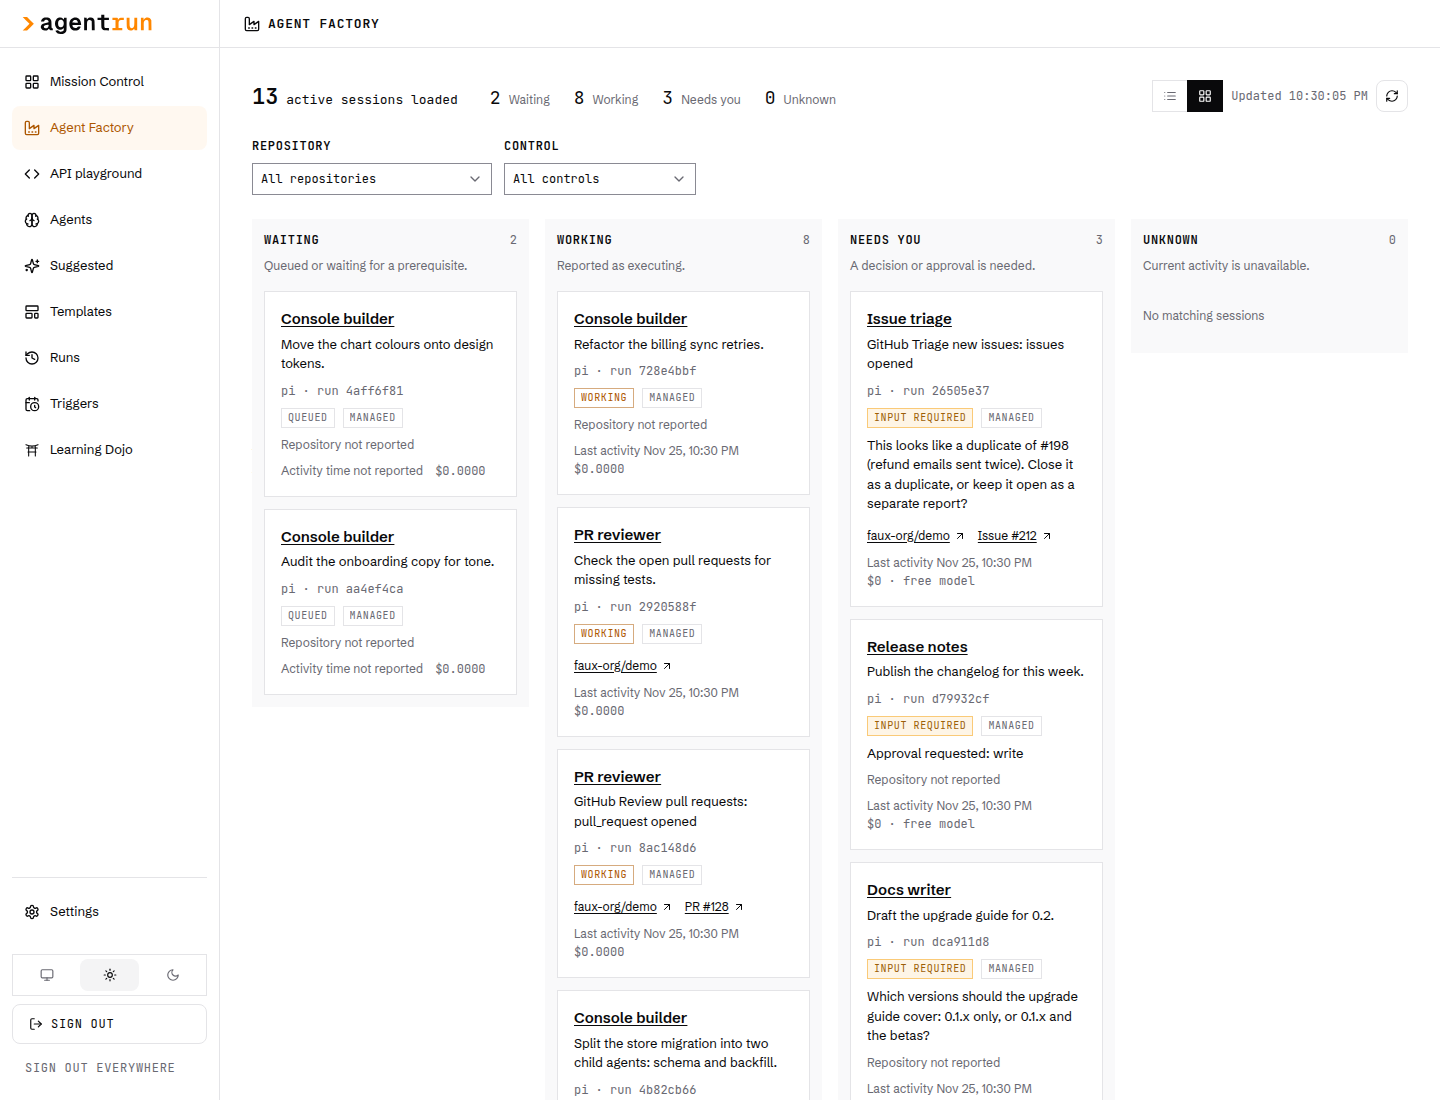 agentrun
AGENT FACTORY
Mission Control
Agent Factory
API playground
Agents
Suggested
Templates
Runs
Triggers
Learning Dojo
Settings
SIGN OUT
SIGN OUT EVERYWHERE
13 active sessions loaded 2 Waiting 8 Working 3 Needs you 0 Unknown
Updated 10:30:05 PM
REPOSITORY CONTROL
All repositories All controls
WAITING 2
Queued or waiting for a prerequisite.
Console builder
Move the chart colours onto design
tokens.
pi · run 4aff6f81
QUEUED MANAGED
Repository not reported
Activity time not reported $0.0000
Console builder
Audit the onboarding copy for tone.
pi · run aa4ef4ca
QUEUED MANAGED
Repository not reported
Activity time not reported $0.0000
WORKING 8
Reported as executing.
Console builder
Refactor the billing sync retries.
pi · run 728e4bbf
WORKING MANAGED
Repository not reported
Last activity Nov 25, 10:30 PM
$0.0000
PR reviewer
Check the open pull requests for
missing tests.
pi · run 2920588f
WORKING MANAGED
faux-org/demo
Last activity Nov 25, 10:30 PM
$0.0000
PR reviewer
GitHub Review pull requests:
pull_request opened
pi · run 8ac148d6
WORKING MANAGED
faux-org/demo PR #128
Last activity Nov 25, 10:30 PM
$0.0000
Console builder
Split the store migration into two
child agents: schema and backfill.
pi · run 4b82cb66
NEEDS YOU 3
A decision or approval is needed.
Issue triage
GitHub Triage new issues: issues
opened
pi · run 26505e37
INPUT REQUIRED MANAGED
This looks like a duplicate of #198
(refund emails sent twice). Close it
as a duplicate, or keep it open as a
separate report?
faux-org/demo Issue #212
Last activity Nov 25, 10:30 PM
$0 · free model
Release notes
Publish the changelog for this week.
pi · run d79932cf
INPUT REQUIRED MANAGED
Approval requested: write
Repository not reported
Last activity Nov 25, 10:30 PM
$0 · free model
Docs writer
Draft the upgrade guide for 0.2.
pi · run dca911d8
INPUT REQUIRED MANAGED
Which versions should the upgrade
guide cover: 0.1.x only, or 0.1.x and
the betas?
Repository not reported
Last activity Nov 25, 10:30 PM
UNKNOWN 0
Current activity is unavailable.
No matching sessions